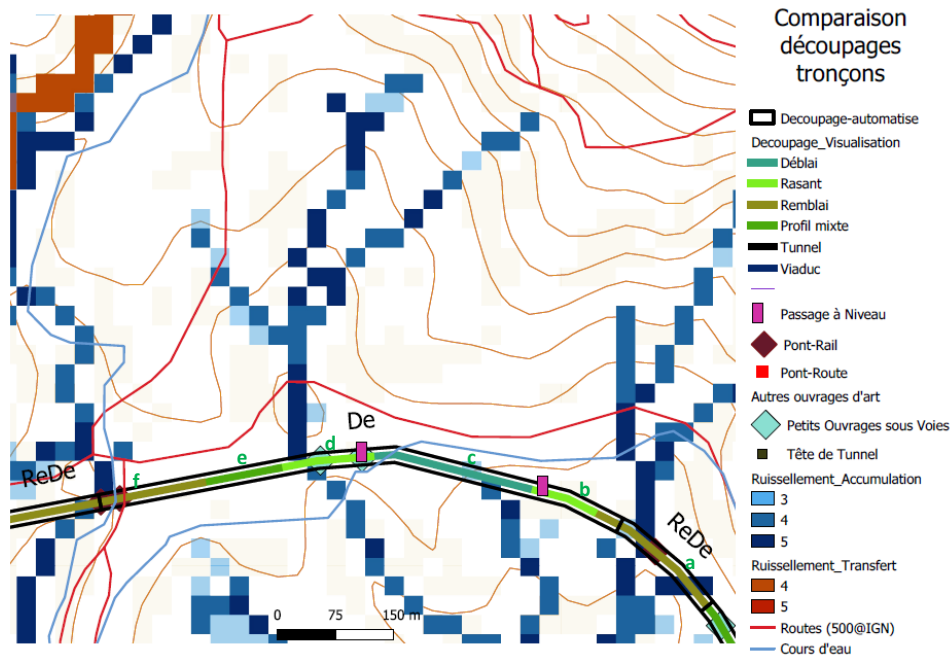 Comparaison
découpages
tronçons
Decoupage-automatise
Decoupage_Visualisation
Déblai
Rasant
Remblai
Profil mixte
Tunnel
Viaduc
Passage à Niveau
Pont-Rail
Pont-Route
Autres ouvrages d'art
Petits Ouvrages sous Voies
Tête de Tunnel
Ruissellement_Accumulation
3
4
5
Ruissellement_Transfert
4
5
Routes (500@IGN)
Cours d'eau
De
d
e
c
b
ReDe
f
ReDe
a
0 75 150 m